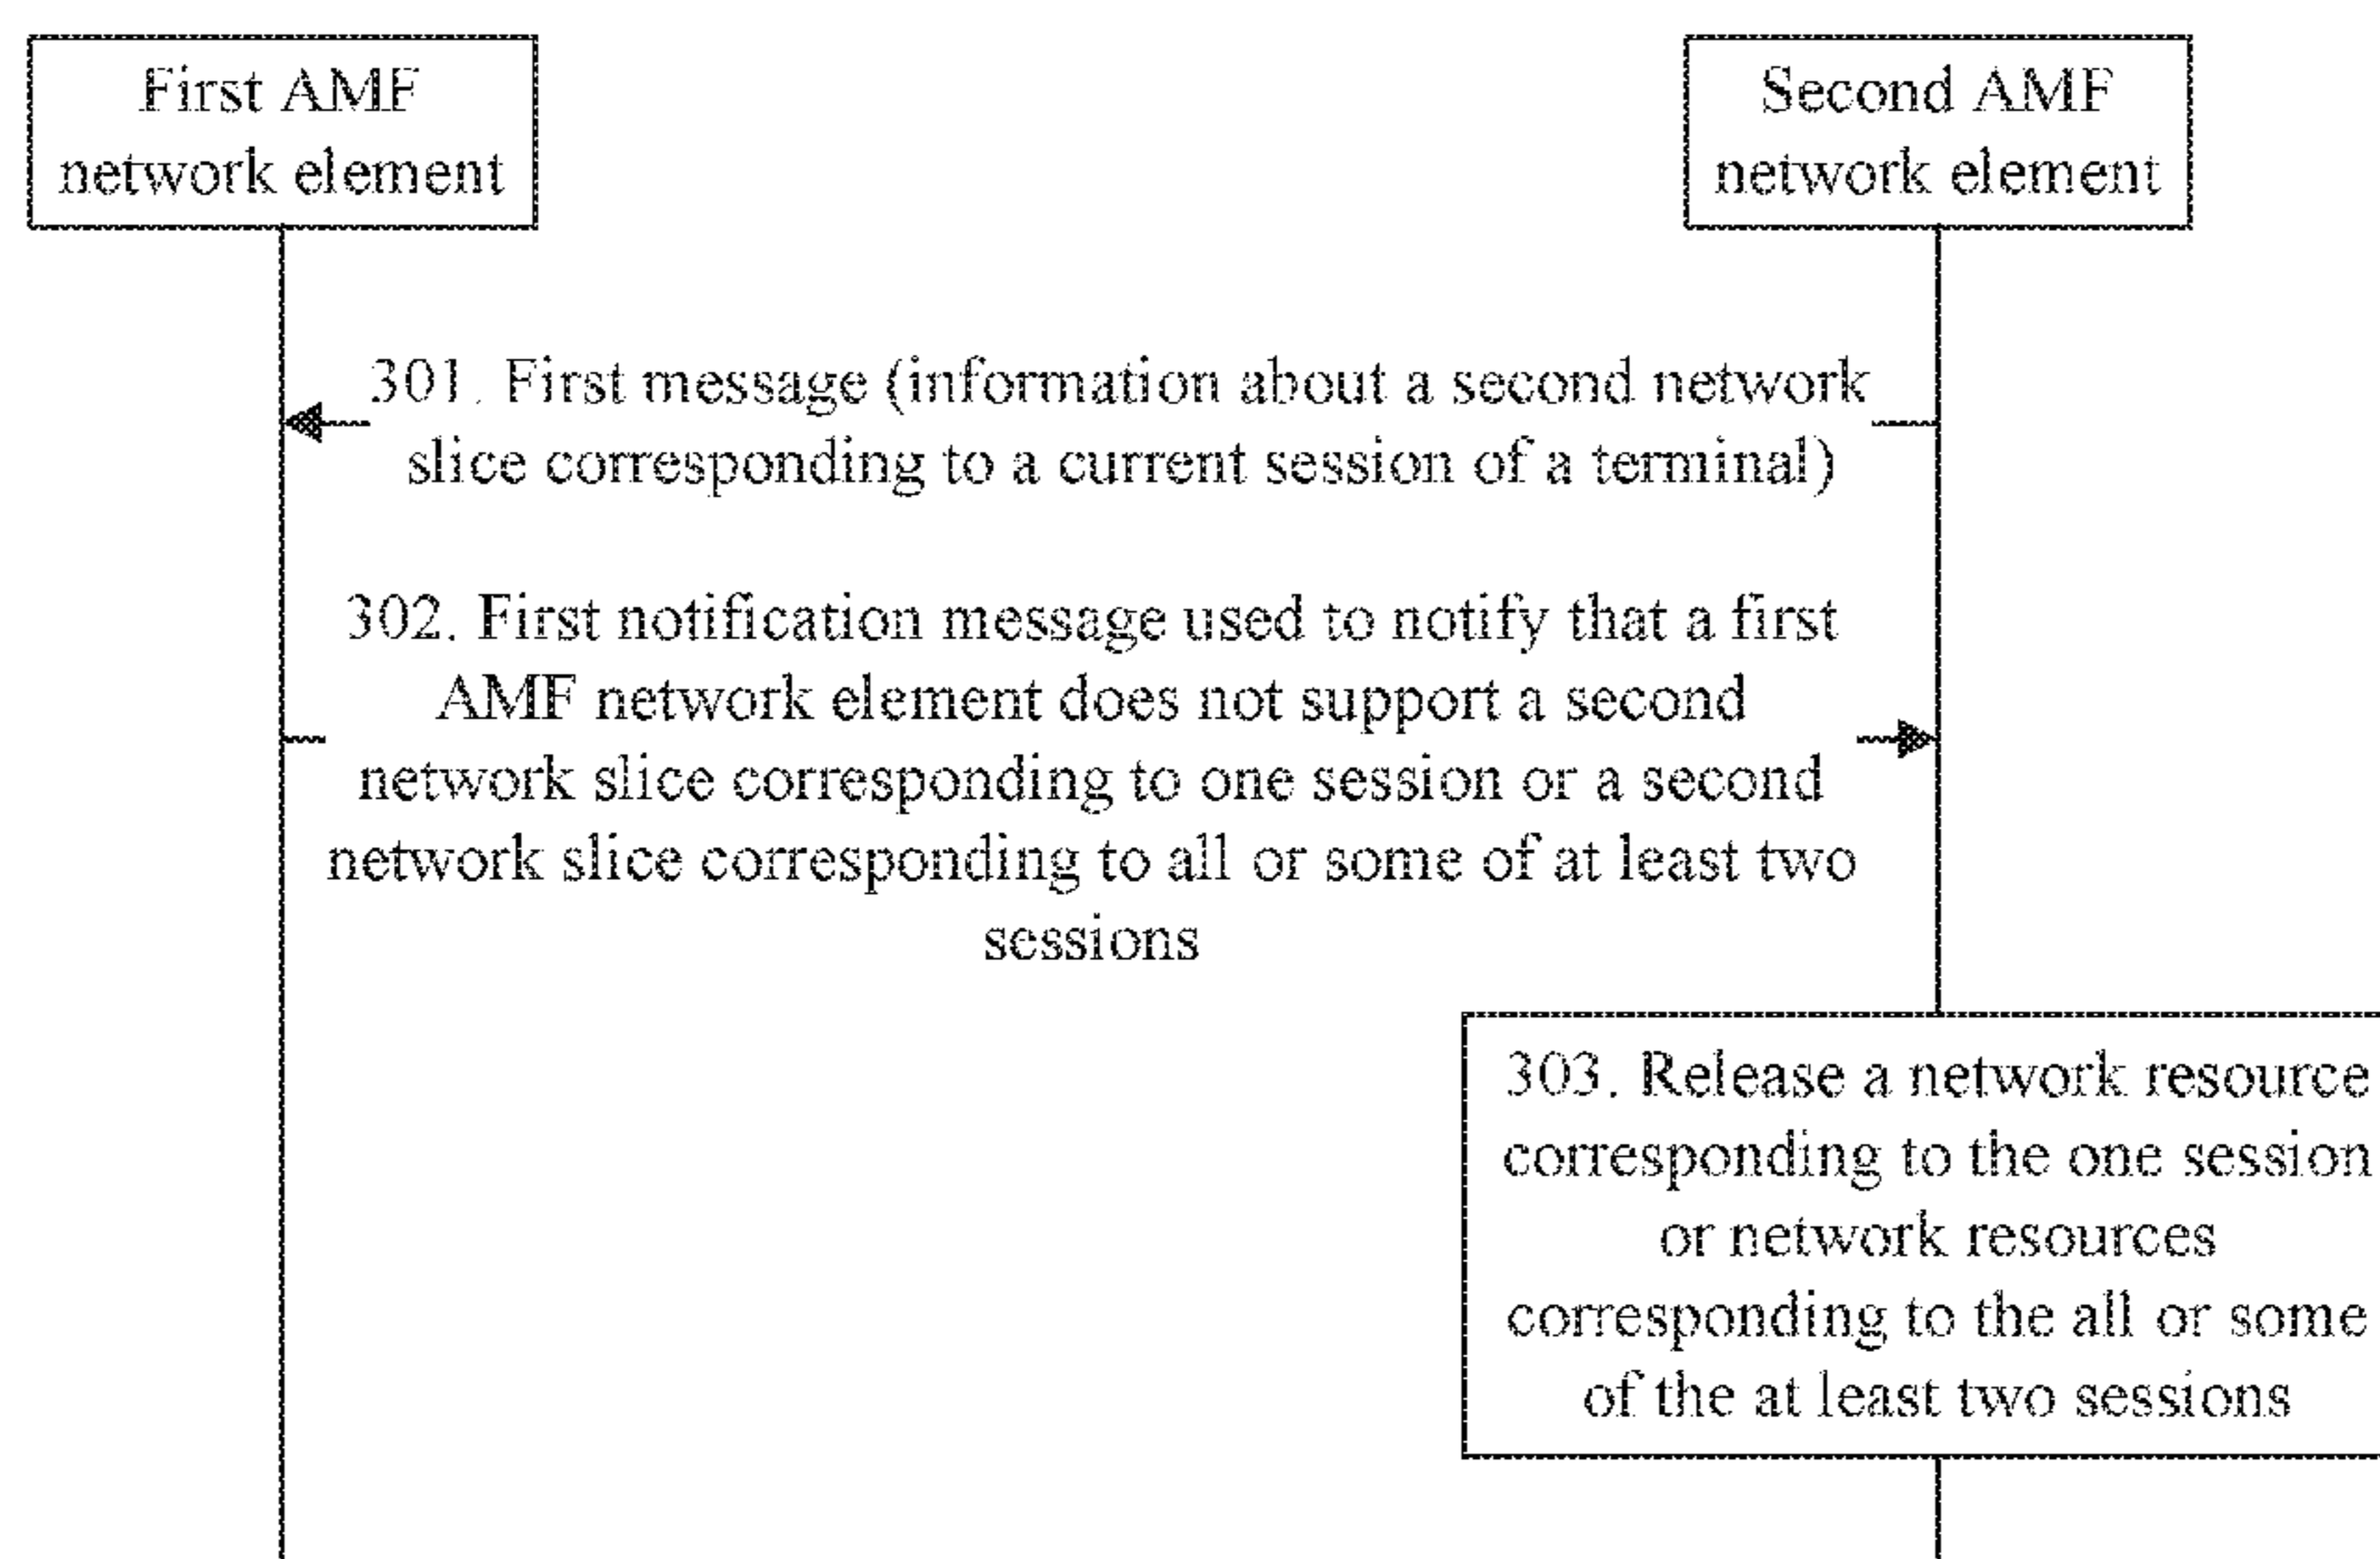 First AMF
network element
Second AMF
network element
301. First message (information about a second network
slice corresponding to a current session of a terminal)
302. First notification message used to notify that a first
AMF network element does not support a second
network slice corresponding to one session or a second
network slice corresponding to all or some of at least two
sessions
303. Release a network resource
corresponding to the one session
or network resources
corresponding to the all or some
of the at least two sessions